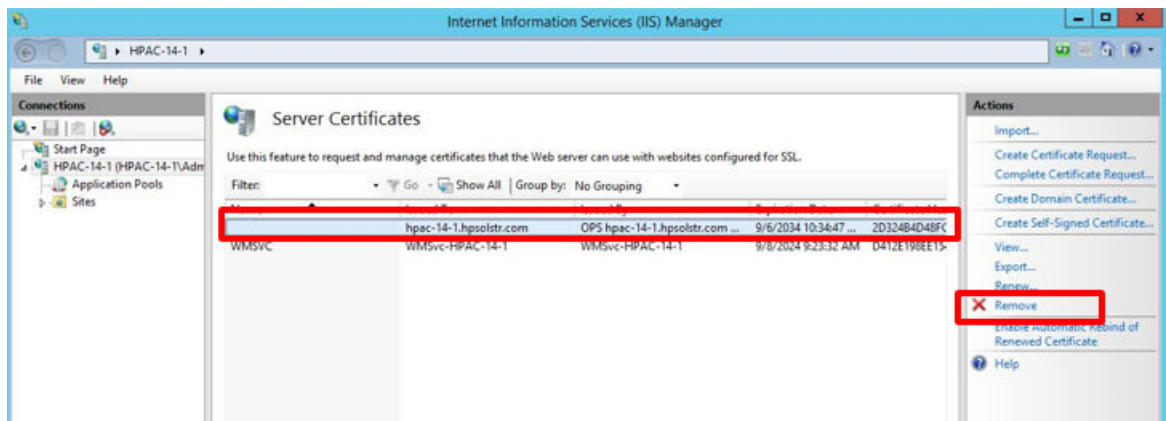 Internet Information Services (IIS) Manager
HPAC-14-1
File View Help
Connections
Start Page
HPAC-14-1 (HPAC-14-1\Adm
Application Pools
Sites
Server Certificates
Use this feature to request and manage certificates that the Web server can use with websites configured for SSL.
Filter: Go Show All Group by: No Grouping
hpac-14-1.hpsolstr.com OPS hpac-14-1.hpsolstr.com ... 9/6/2034 10:34:47 ... 2D324B4D48FC
WMSVC WMSvc-HPAC-14-1 WMSvc-HPAC-14-1 9/8/2024 9:23:32 AM D412E198EE15
Actions
Import...
Create Certificate Request...
Complete Certificate Request...
Create Domain Certificate...
Create Self-Signed Certificate...
View...
Export...
Renew...
Remove
Enable Automatic Rebind of
Renewed Certificate
Help